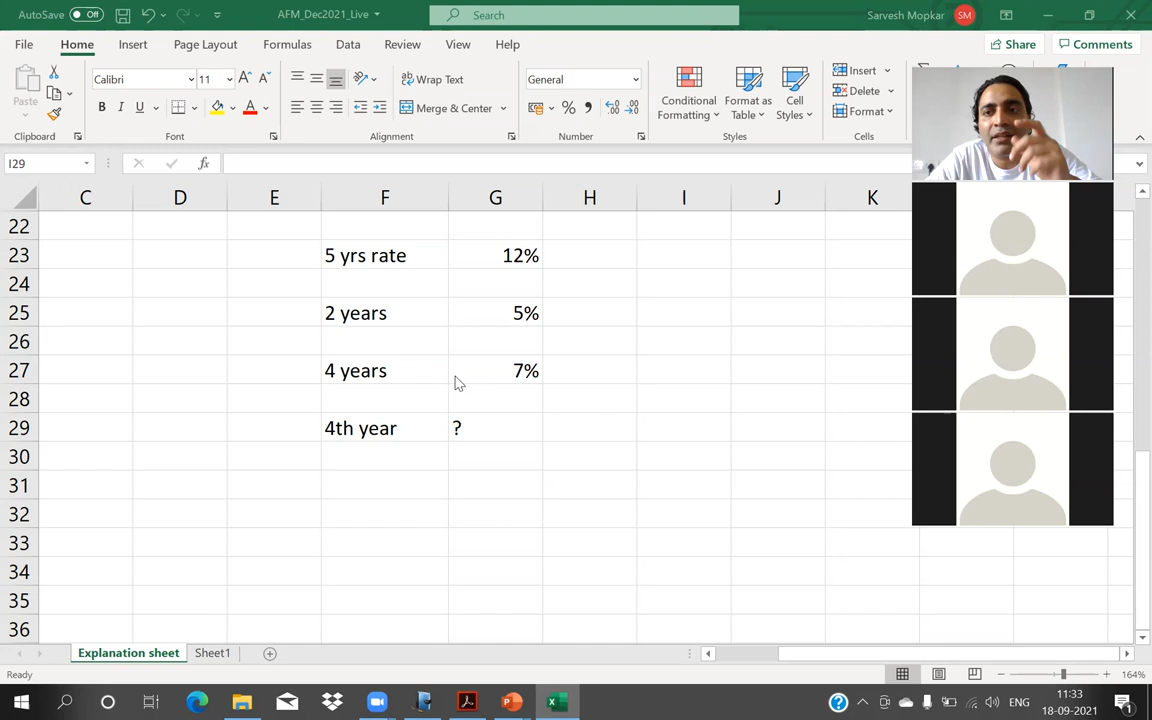 AutoSave Off AFM_Dec2021_Live Search Sarvesh Mopkar SM
File Home Insert Page Layout Formulas Data Review View Help Share Comments
Paste Calibri 11 Wrap Text General Conditional Formatting Format as Table Cell Styles Insert
B I U Merge & Center % Delete
Format
Clipboard Font Alignment Number Styles Cells
I29 fx
C D E F G H I J K
22
23 5 yrs rate 12%
24
25 2 years 5%
26
27 4 years 7%
28
29 4th year ?
30
31
32
33
34
35
36
Explanation sheet Sheet1
Ready 164%
ENG 11:33
18-09-2021